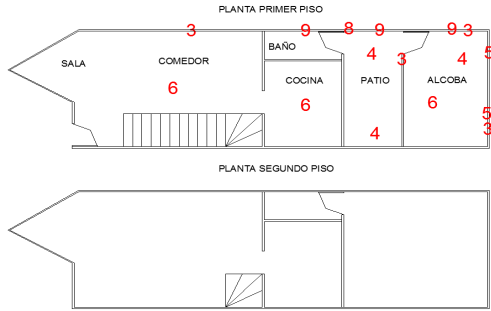 PLANTA PRIMER PISO
3 9 8 9 9 3
BAÑO
SALA COMEDOR 4 3 4 5
COCINA PATIO ALCOBA
6 6 6
5
4 3
PLANTA SEGUNDO PISO